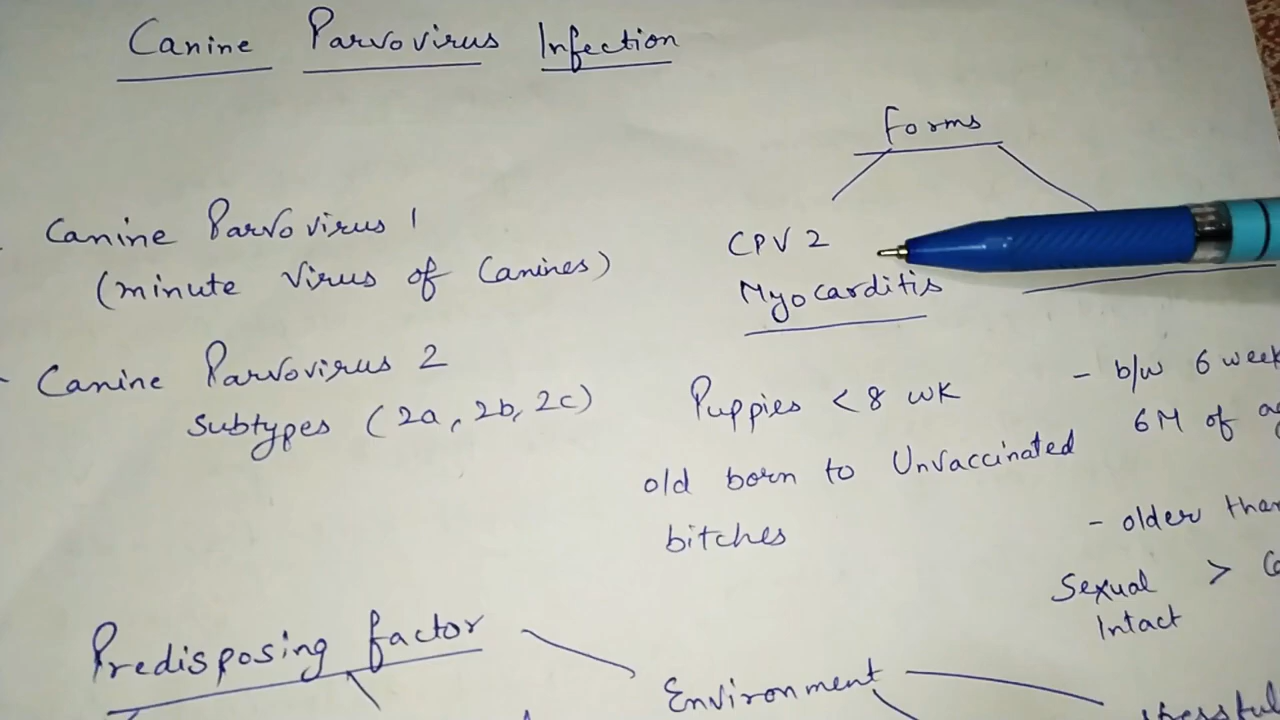 Canine Parvovirus Infection
Forms
Canine Parvovirus 1
(minute virus of Canines)
CPV 2
Myocarditis
- Canine Parvovirus 2
subtypes (2a, 2b, 2c)
Puppies < 8 wk
old born to Unvaccinated
bitches
- b/w 6 week
6M of
- older than
Sexual >
Intact
Predisposing factor
Environment